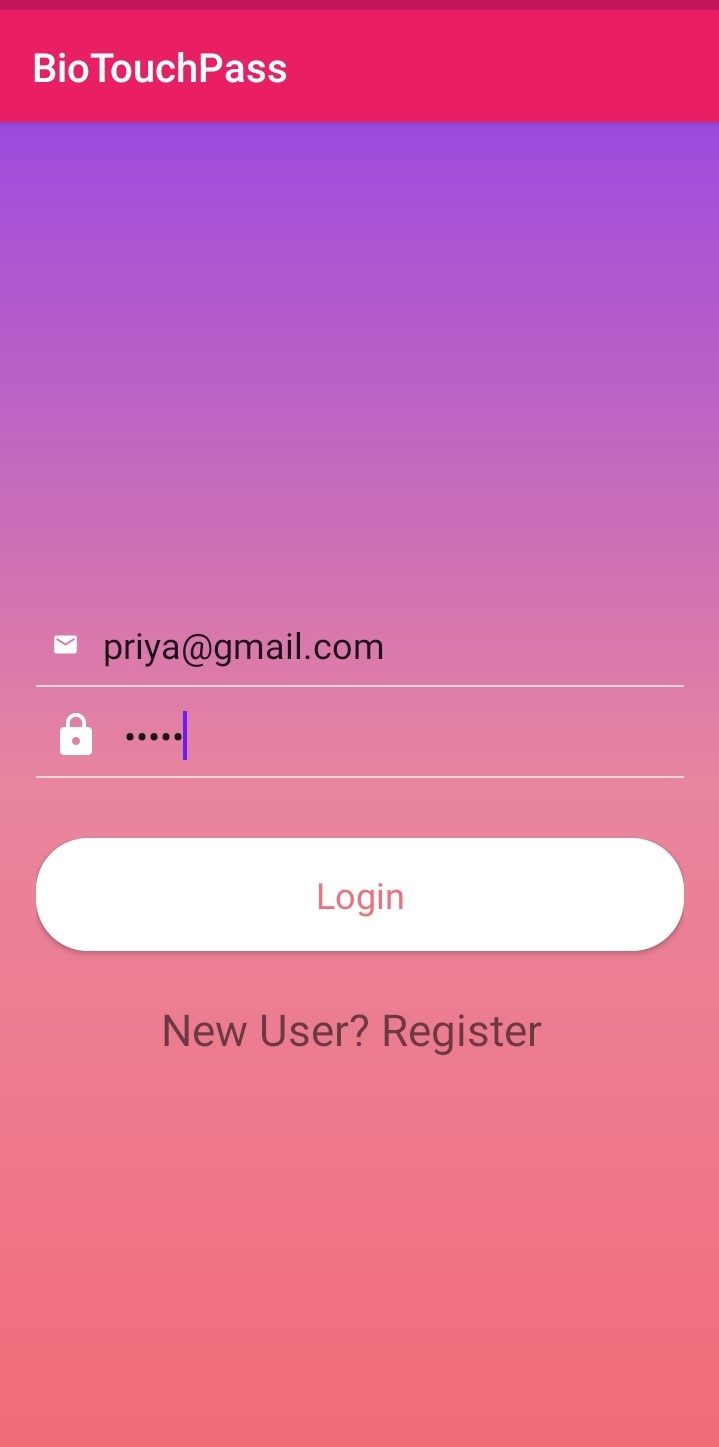 BioTouchPass
priya@gmail.com
•••••
Login
New User? Register